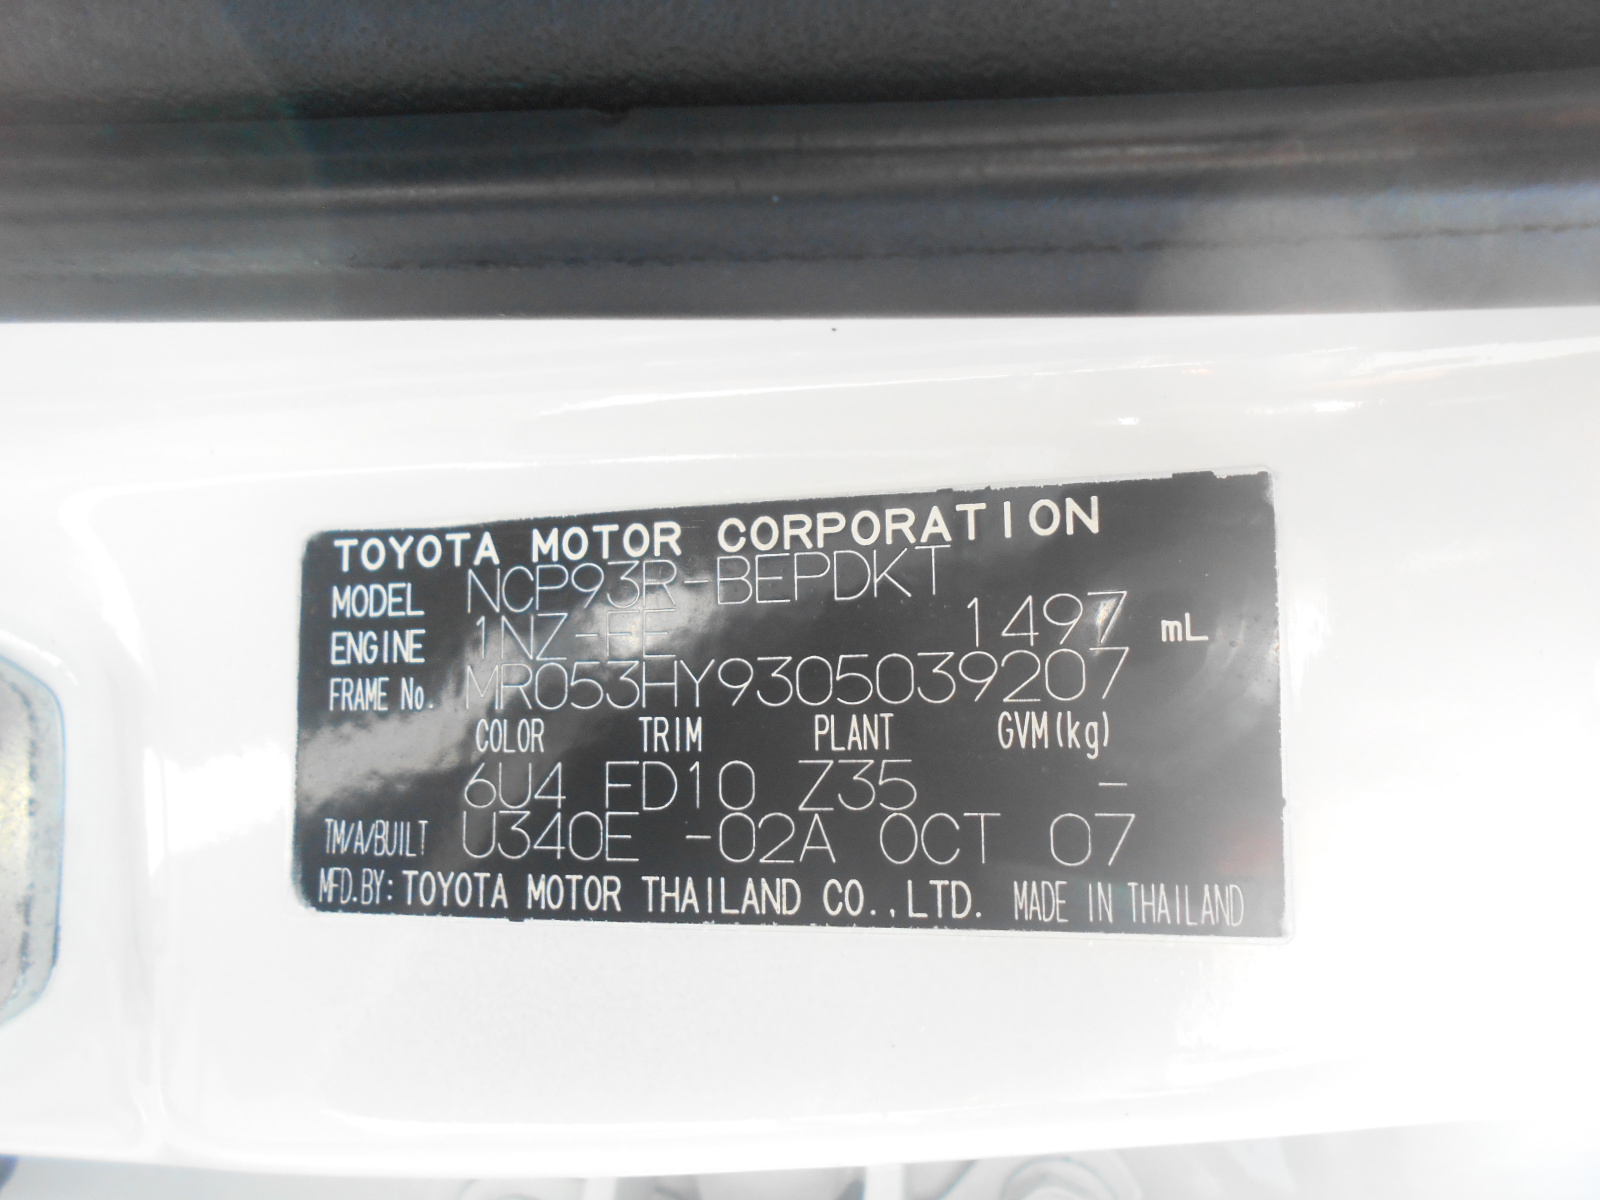 TOYOTA MOTOR CORPORATION
MODEL NCP93R-BEPDKT
ENGINE 1NZ-FE 1497 mL
FRAME No. MR053HY9305039207
COLOR TRIM PLANT GVM(kg)
6U4 FD10 Z35 -
TM/A/BUILT U340E -02A OCT 07
MFD.BY: TOYOTA MOTOR THAILAND CO.,LTD. MADE IN THAILAND